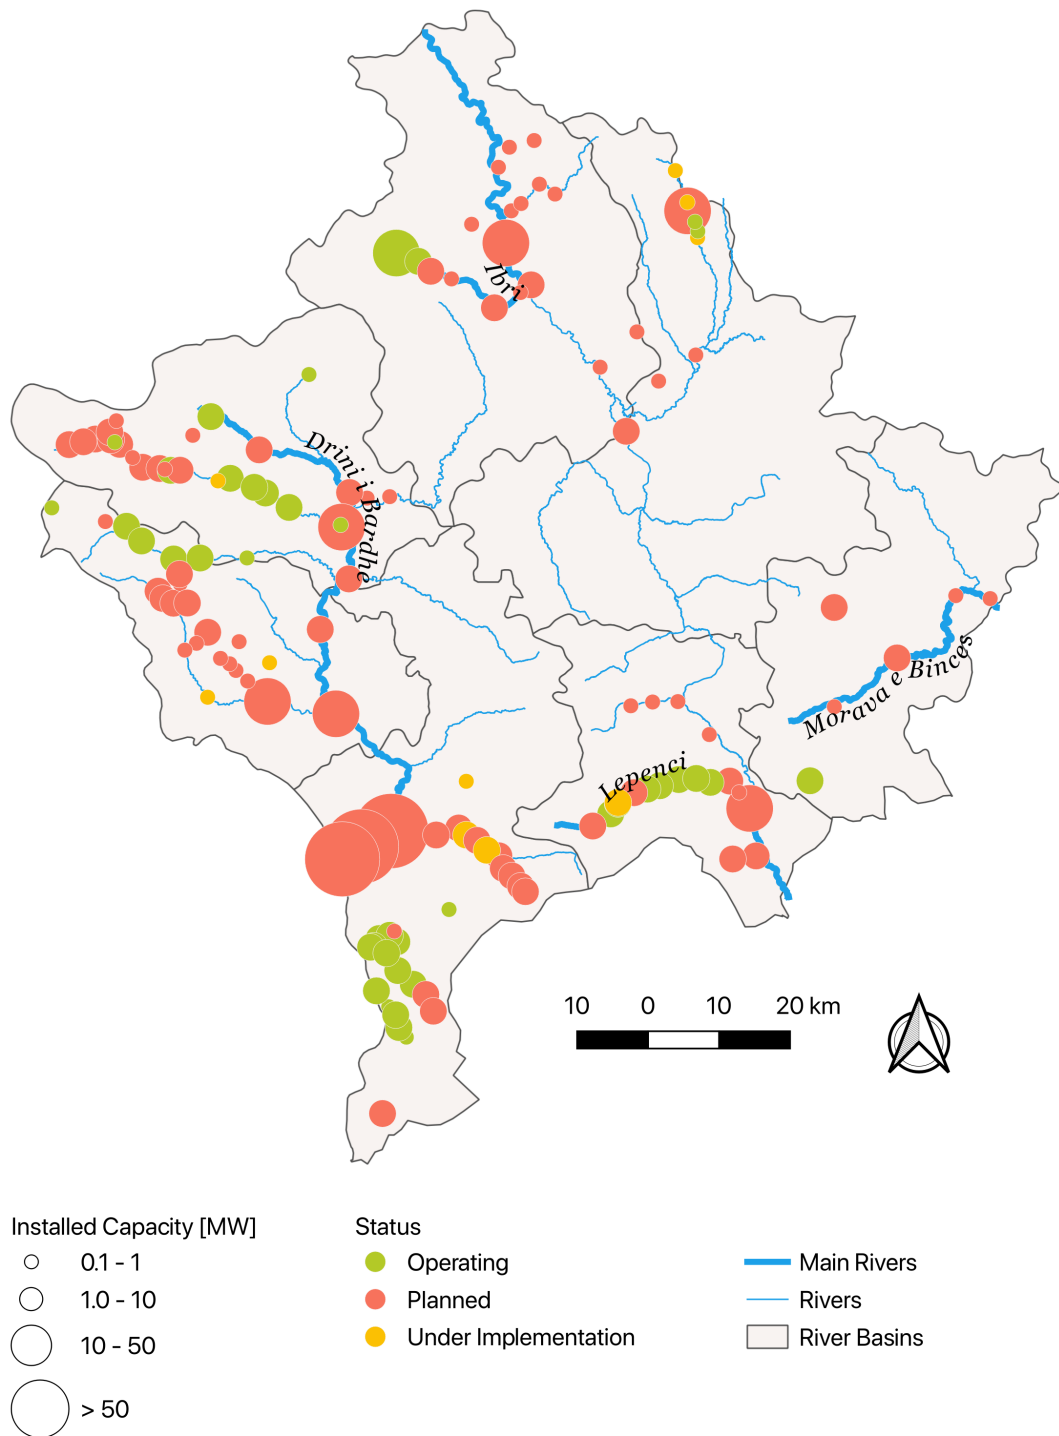 Ibri
Drini i Bardhe
Morava e Binces
Lepenci
10 0 10 20 km
Installed Capacity [MW]
0.1 - 1
1.0 - 10
10 - 50
> 50
Status
Operating
Planned
Under Implementation
Main Rivers
Rivers
River Basins